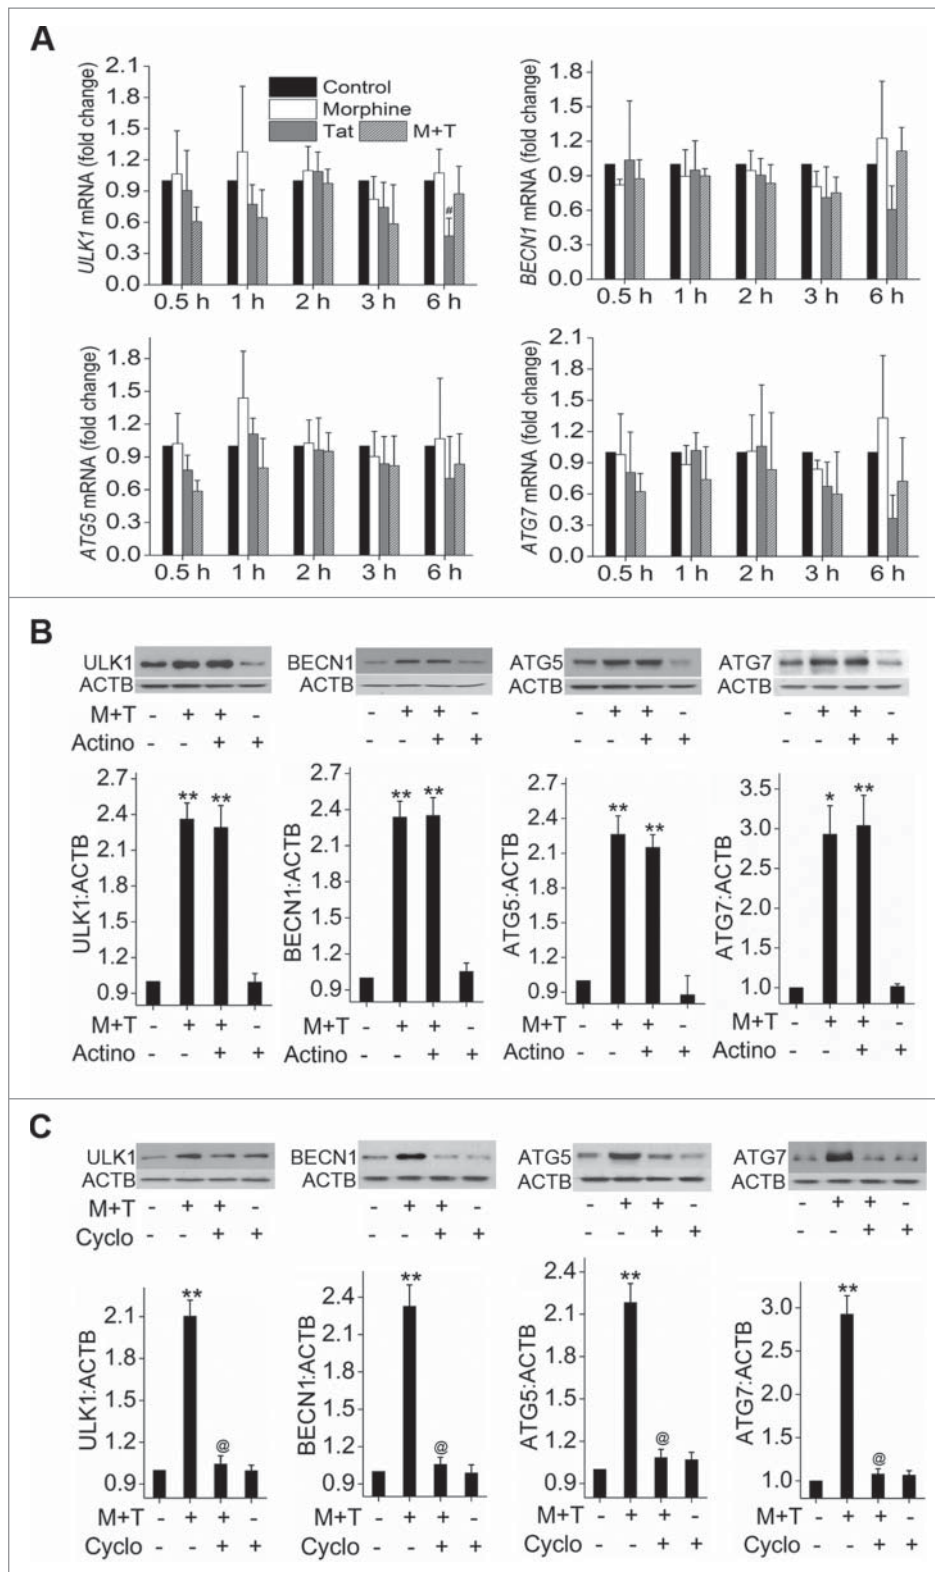 A
ULK1 mRNA (fold change)
2.1
1.8
1.5
1.2
0.9
0.6
0.3
0.0
Control
Morphine
Tat M+T
#
0.5 h 1 h 2 h 3 h 6 h
BECN1 mRNA (fold change)
1.8
1.5
1.2
0.9
0.6
0.3
0.0
0.5 h 1 h 2 h 3 h 6 h
ATG5 mRNA (fold change)
1.8
1.5
1.2
0.9
0.6
0.3
0.0
0.5 h 1 h 2 h 3 h 6 h
ATG7 mRNA (fold change)
2.1
1.8
1.5
1.2
0.9
0.6
0.3
0.0
0.5 h 1 h 2 h 3 h 6 h
B
ULK1
ACTB
M+T - + + -
Actino - - + +
BECN1
ACTB
- + + -
- - + +
ATG5
ACTB
- + + -
- - + +
ATG7
ACTB
- + + -
- - + +
ULK1:ACTB
2.7
2.4
2.1
1.8
1.5
1.2
0.9
** **
M+T - + + -
Actino - - + +
BECN1:ACTB
2.7
2.4
2.1
1.8
1.5
1.2
0.9
** **
M+T - + + -
Actino - - + +
ATG5:ACTB
2.7
2.4
2.1
1.8
1.5
1.2
0.9
** **
M+T - + + -
Actino - - + +
ATG7:ACTB
3.5
3.0
2.5
2.0
1.5
1.0
* **
M+T - + + -
Actino - - + +
C
ULK1
ACTB
M+T - + + -
Cyclo - - + +
BECN1
ACTB
- + + -
- - + +
ATG5
ACTB
- + + -
- - + +
ATG7
ACTB
- + + -
- - + +
ULK1:ACTB
2.1
1.8
1.5
1.2
0.9
** @
M+T - + + -
Cyclo - - + +
BECN1:ACTB
2.4
2.1
1.8
1.5
1.2
0.9
** @
M+T - + + -
Cyclo - - + +
ATG5:ACTB
2.4
2.1
1.8
1.5
1.2
0.9
** @
M+T - + + -
Cyclo - - + +
ATG7:ACTB
3.0
2.5
2.0
1.5
1.0
** @
M+T - + + -
Cyclo - - + +